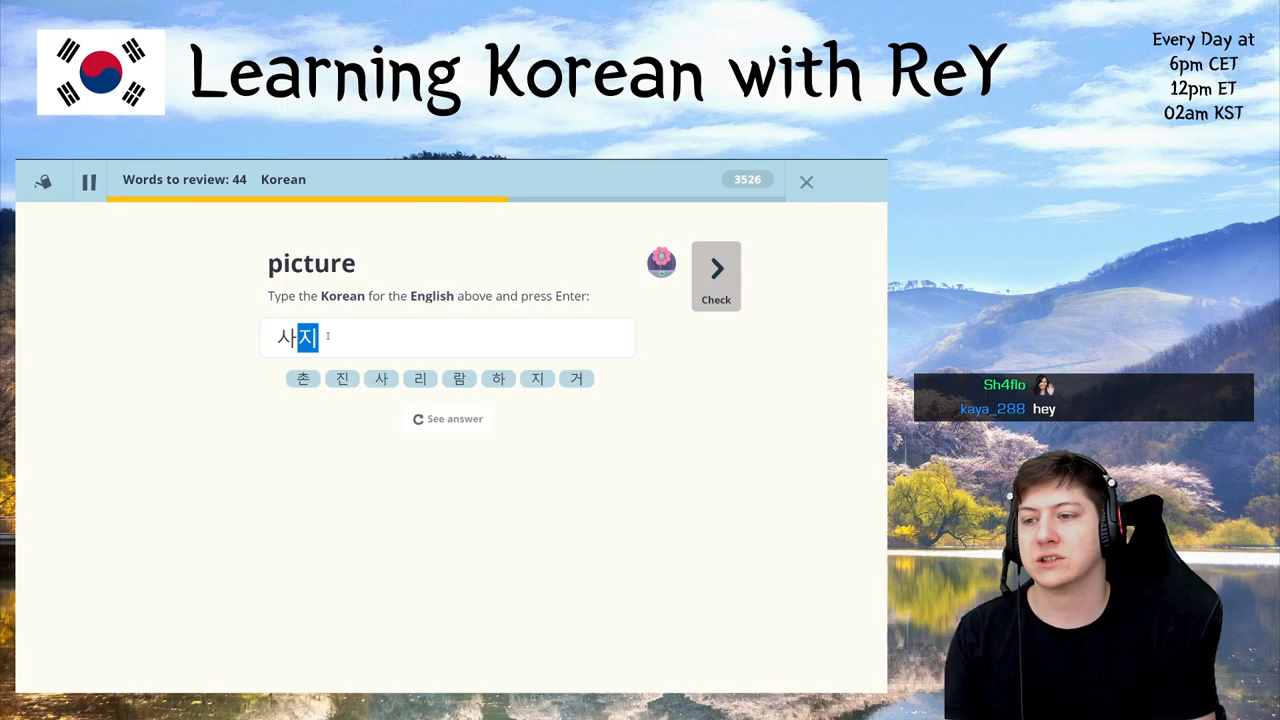 Learning Korean with ReY
Every Day at
6pm CET
12pm ET
02am KST
Words to review: 44 Korean 3526
picture
Type the Korean for the English above and press Enter:
Check
사지
촌 진 사 리 람 하 지 거
See answer
Sh4flo
kaya_288 hey